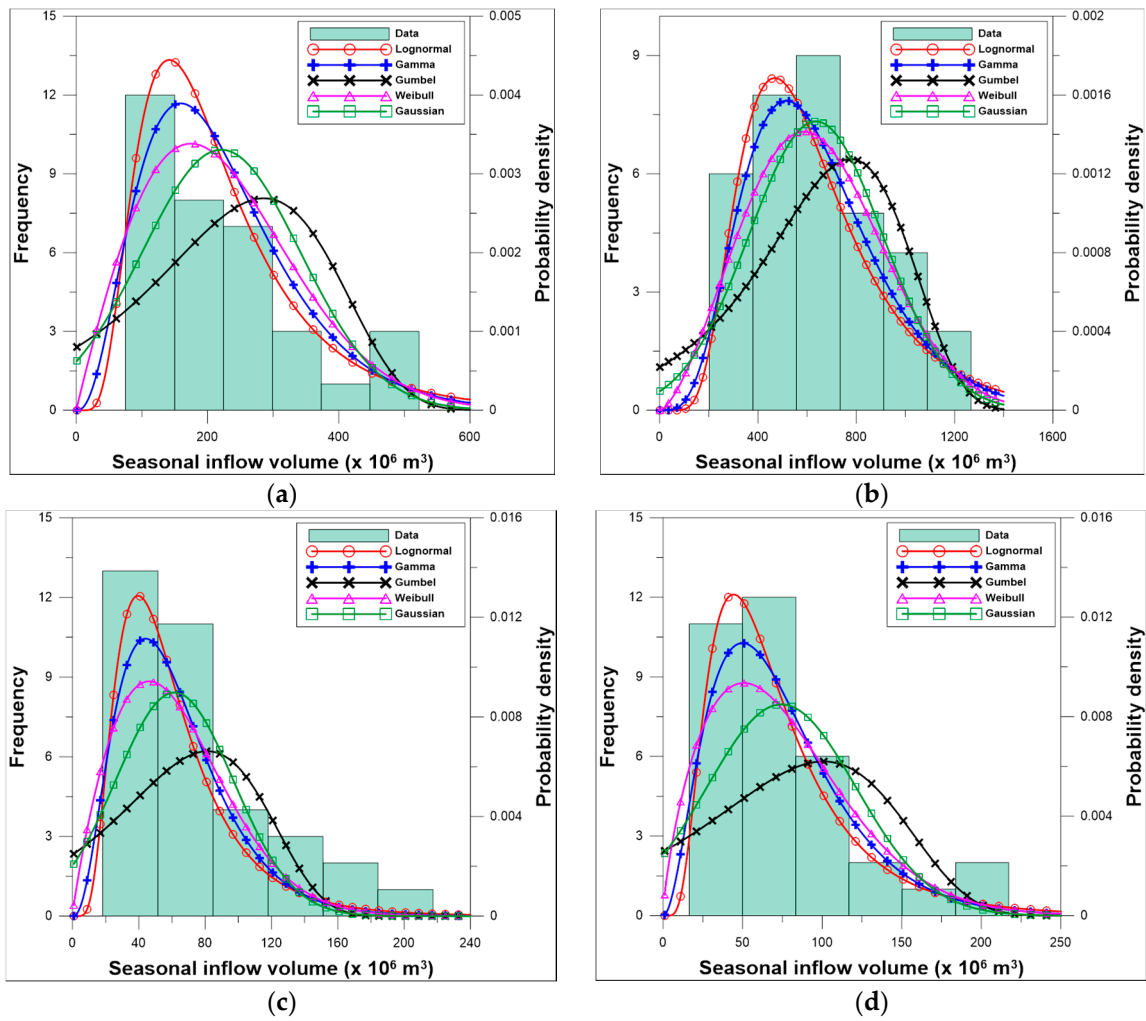 15
12
9
6
3
0
Frequency
0.005
0.004
0.003
0.002
0.001
0
Probability density
Data
Lognormal
Gamma
Gumbel
Weibull
Gaussian
0 200 400 600
Seasonal inflow volume (x 10⁶ m³)
(a)
9
6
3
0
Frequency
0.002
0.0016
0.0012
0.0008
0.0004
0
Probability density
Data
Lognormal
Gamma
Gumbel
Weibull
Gaussian
0 400 800 1200 1600
Seasonal inflow volume (x 10⁶ m³)
(b)
15
12
9
6
3
0
Frequency
0.016
0.012
0.008
0.004
0
Probability density
Data
Lognormal
Gamma
Gumbel
Weibull
Gaussian
0 40 80 120 160 200 240
Seasonal inflow volume (x 10⁶ m³)
(c)
15
12
9
6
3
0
Frequency
0.016
0.012
0.008
0.004
0
Probability density
Data
Lognormal
Gamma
Gumbel
Weibull
Gaussian
0 50 100 150 200 250
Seasonal inflow volume (x 10⁶ m³)
(d)